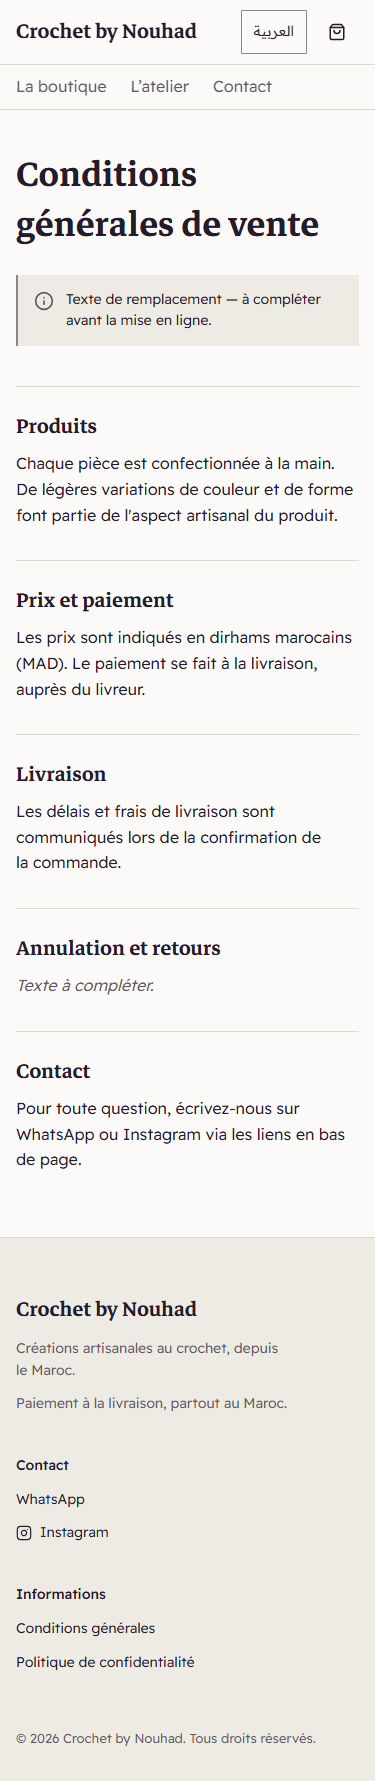 Crochet by Nouhad
العربية
La boutique
L’atelier
Contact
Conditions
générales de vente
Texte de remplacement — à compléter
avant la mise en ligne.
Produits
Chaque pièce est confectionnée à la main.
De légères variations de couleur et de forme
font partie de l'aspect artisanal du produit.
Prix et paiement
Les prix sont indiqués en dirhams marocains
(MAD). Le paiement se fait à la livraison,
auprès du livreur.
Livraison
Les délais et frais de livraison sont
communiqués lors de la confirmation de
la commande.
Annulation et retours
Texte à compléter.
Contact
Pour toute question, écrivez-nous sur
WhatsApp ou Instagram via les liens en bas
de page.
Crochet by Nouhad
Créations artisanales au crochet, depuis
le Maroc.
Paiement à la livraison, partout au Maroc.
Contact
WhatsApp
Instagram
Informations
Conditions générales
Politique de confidentialité
© 2026 Crochet by Nouhad. Tous droits réservés.